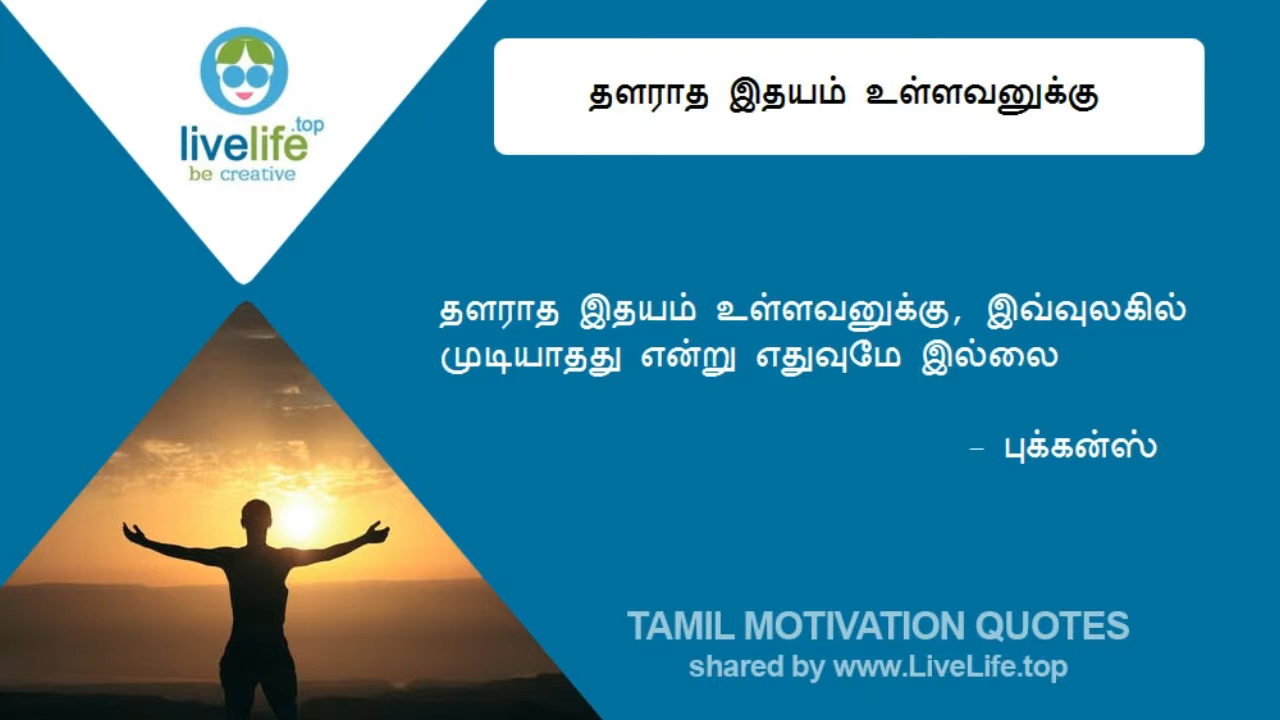 livelife.top
be creative
தளராத இதயம் உள்ளவனுக்கு
தளராத இதயம் உள்ளவனுக்கு, இவ்வுலகில்
முடியாதது என்று எதுவுமே இல்லை
- புக்கன்ஸ்
TAMIL MOTIVATION QUOTES
shared by www.LiveLife.top